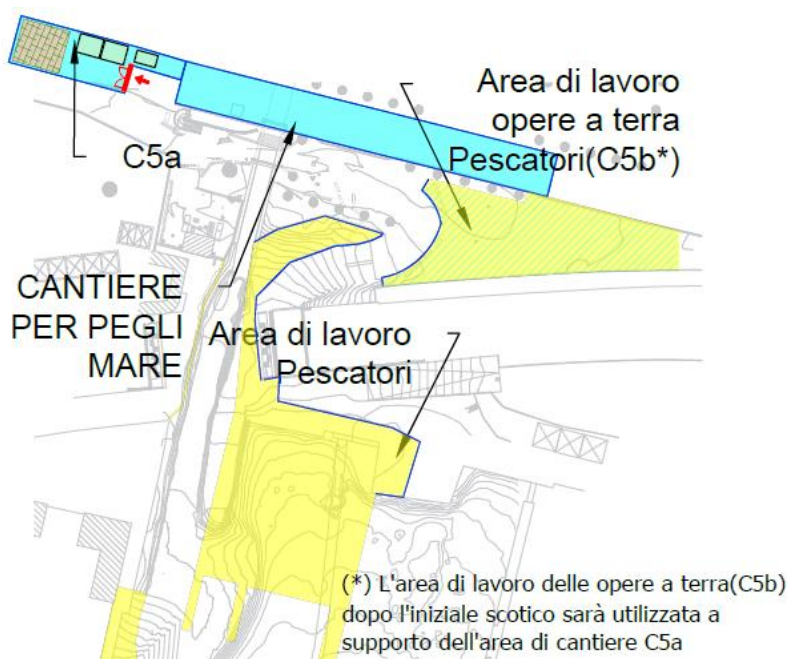 Area di lavoro
opere a terra
Pescatori(C5b*)
C5a
CANTIERE
PER PEGLI
MARE
Area di lavoro
Pescatori
(*) L'area di lavoro delle opere a terra(C5b)
dopo l'iniziale scotico sarà utilizzata a
supporto dell'area di cantiere C5a